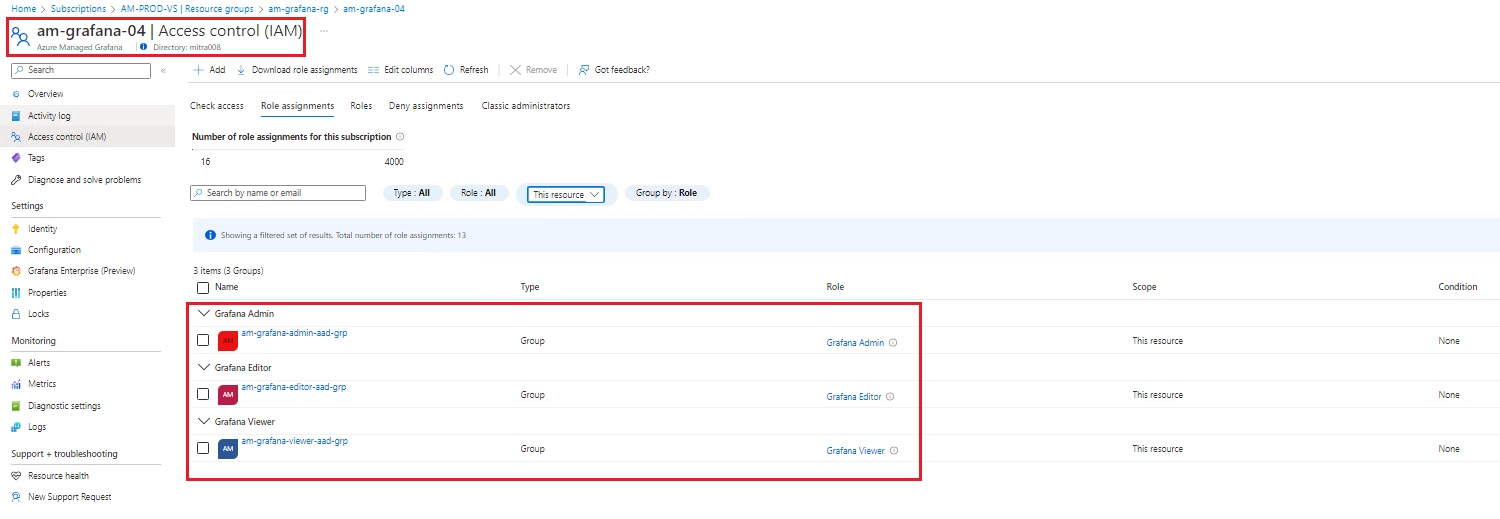 Home > Subscriptions > AM-PROD-VS | Resource groups > am-grafana-rg > am-grafana-04
am-grafana-04 | Access control (IAM) ...
Azure Managed Grafana | Directory: mitra008
Search «
Overview
Activity log
Access control (IAM)
Tags
Diagnose and solve problems
Settings
Identity
Configuration
Grafana Enterprise (Preview)
Properties
Locks
Monitoring
Alerts
Metrics
Diagnostic settings
Logs
Support + troubleshooting
Resource health
New Support Request
Add Download role assignments Edit columns Refresh Remove Got feedback?
Check access Role assignments Roles Deny assignments Classic administrators
Number of role assignments for this subscription
16 4000
Search by name or email Type : All Role : All This resource Group by : Role
Showing a filtered set of results. Total number of role assignments: 13
3 items (3 Groups)
Name Type Role Scope Condition
Grafana Admin
AM am-grafana-admin-aad-grp Group Grafana Admin This resource None
Grafana Editor
AM am-grafana-editor-aad-grp Group Grafana Editor This resource None
Grafana Viewer
AM am-grafana-viewer-aad-grp Group Grafana Viewer This resource None